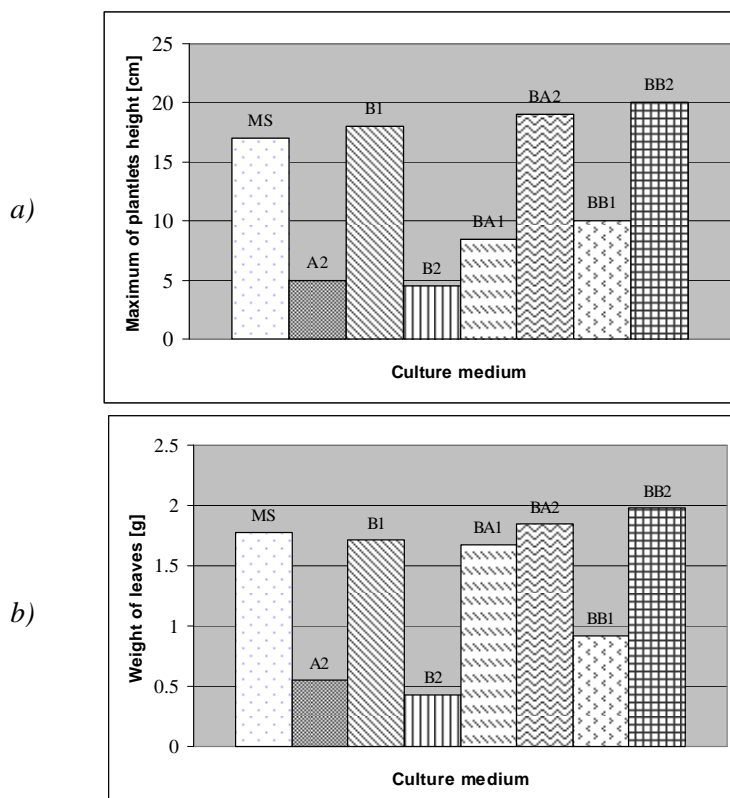 a)
Maximum of plantlets height [cm]
25
20
15
10
5
0
MS
A2
B1
B2
BA1
BA2
BB1
BB2
Culture medium
b)
Weight of leaves [g]
2.5
2
1.5
1
0.5
0
MS
A2
B1
B2
BA1
BA2
BB1
BB2
Culture medium